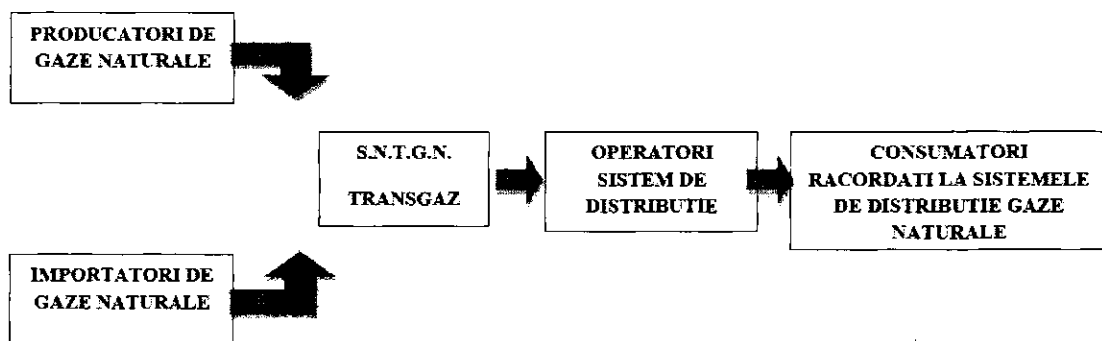 PRODUCATORI DE
GAZE NATURALE
S.N.T.G.N.
TRANSGAZ
OPERATORI
SISTEM DE
DISTRIBUTIE
CONSUMATORI
RACORDATI LA SISTEMELE
DE DISTRIBUTIE GAZE
NATURALE
IMPORTATORI DE
GAZE NATURALE